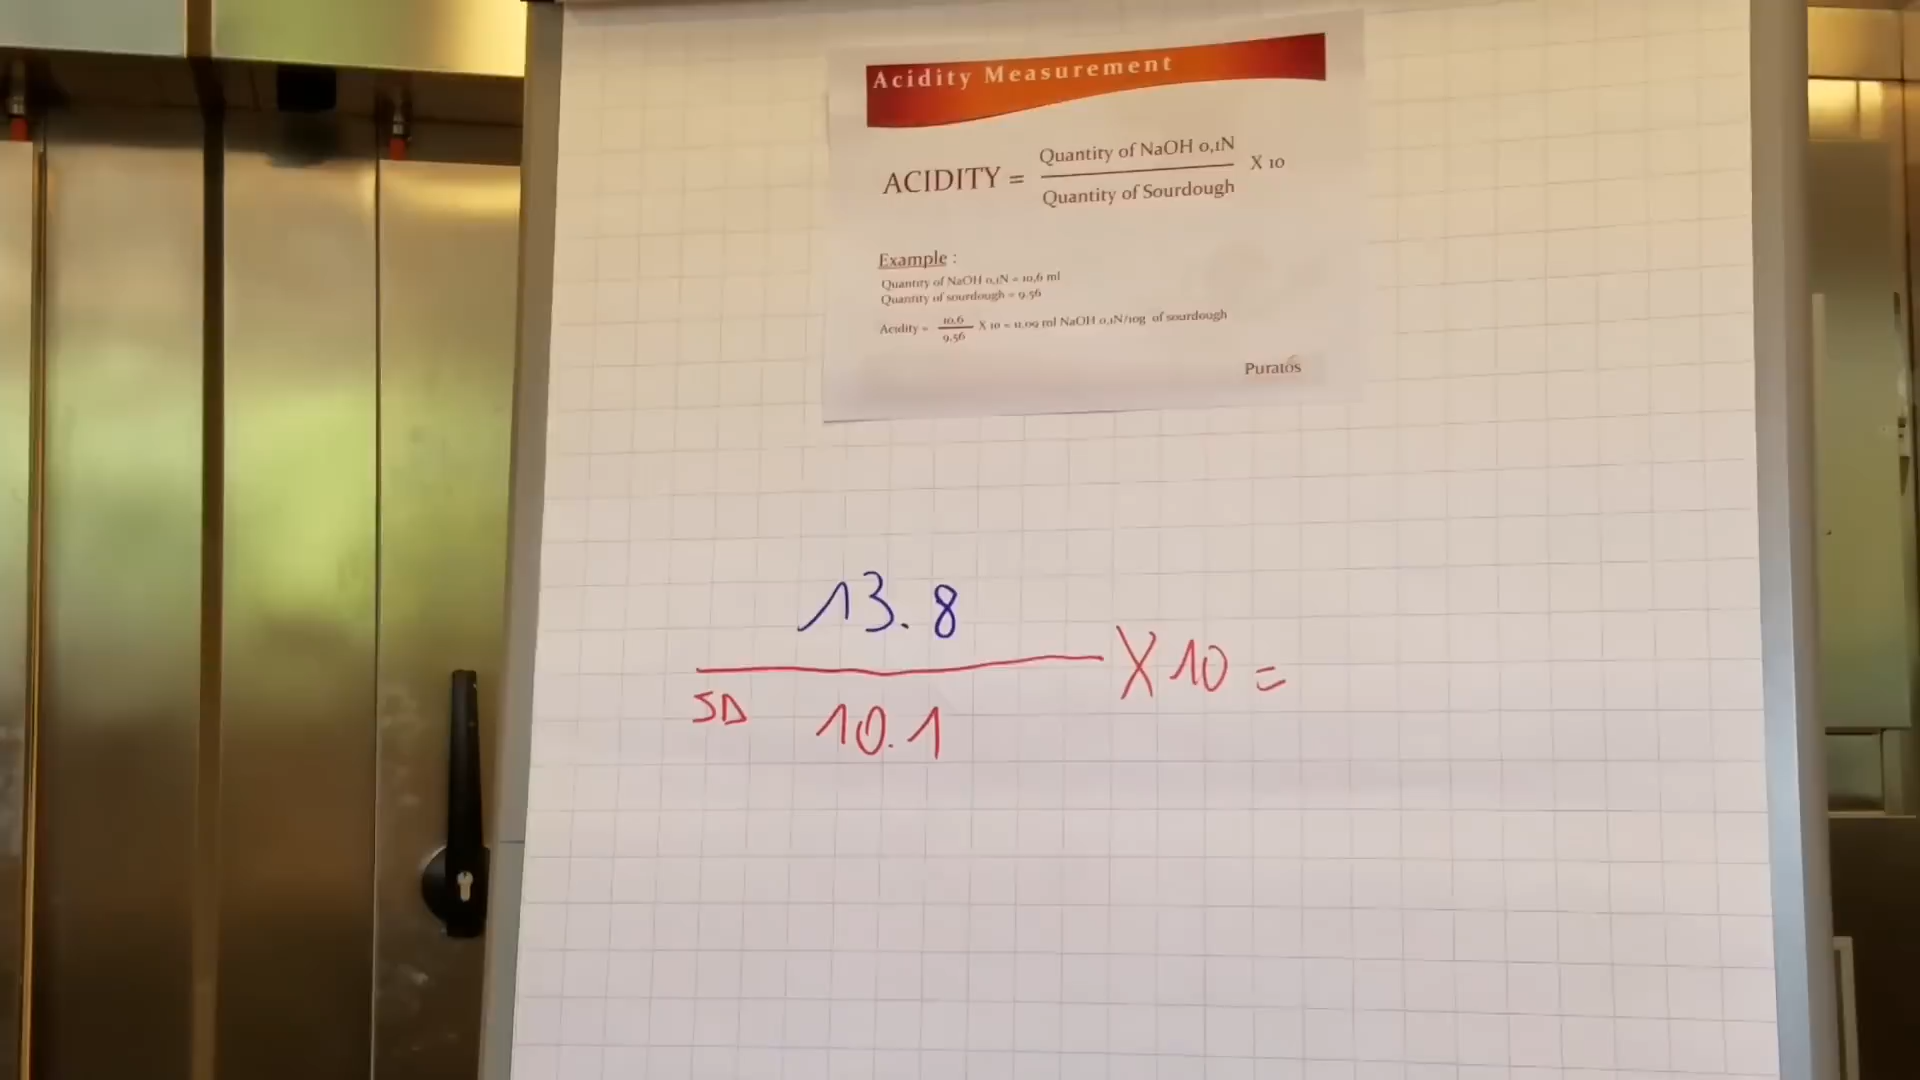 Acidity Measurement
ACIDITY = Quantity of NaOH 0,1N / Quantity of Sourdough X 10
Example :
Quantity of NaOH 0,1N = 10,6 ml
Quantity of sourdough = 9.56
Acidity = 10.6 / 9.56 X 10 = 11.09 ml NaOH 0,1N/10g of sourdough
Puratos
13.8
X 10 =
SD 10.1